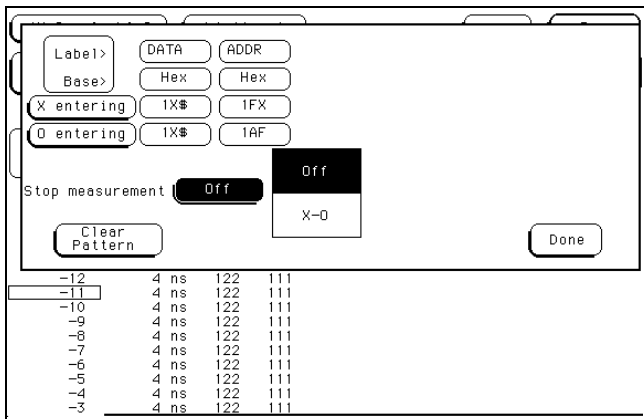 Label> DATA ADDR
Base> Hex Hex
X entering 1X$ 1FX
O entering 1X$ 1AF
Off
Stop measurement Off
X-O
Clear
Pattern
Done
-12 4 ns 122 111
-11 4 ns 122 111
-10 4 ns 122 111
-9 4 ns 122 111
-8 4 ns 122 111
-7 4 ns 122 111
-6 4 ns 122 111
-5 4 ns 122 111
-4 4 ns 122 111
-3 4 ns 122 111